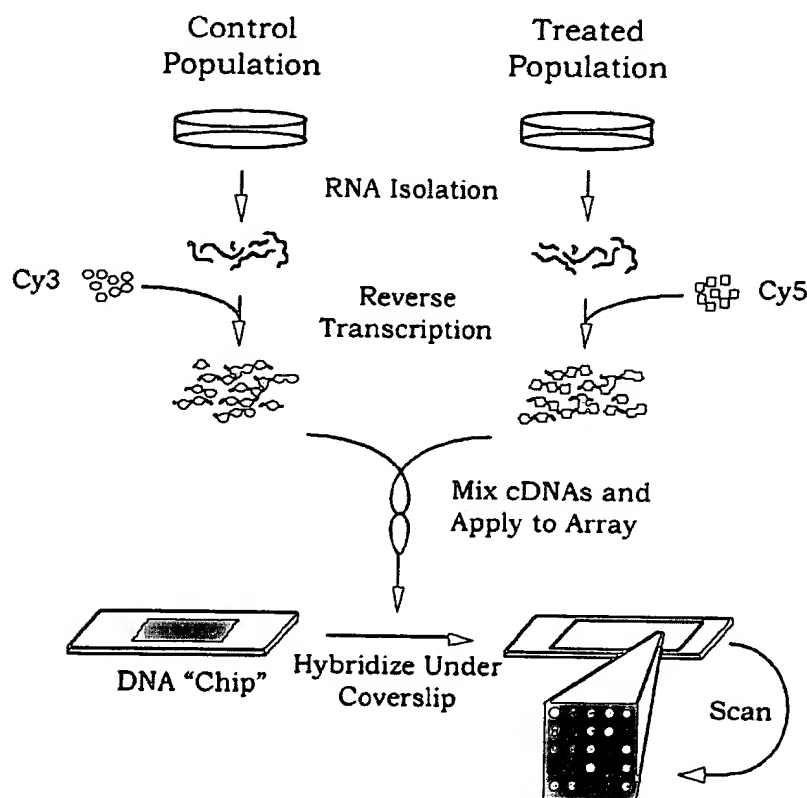 Control
Population
Treated
Population
RNA Isolation
Cy3
Reverse
Transcription
Cy5
Mix cDNAs and
Apply to Array
DNA “Chip”
Hybridize Under
Coverslip
Scan